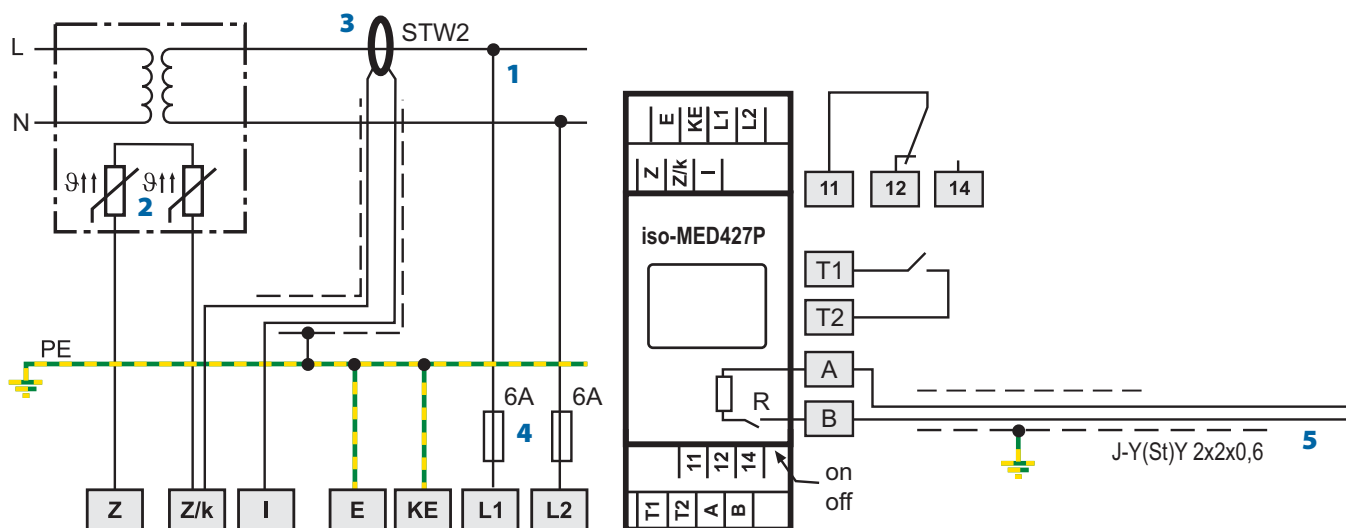 L
N
3
STW2
1
ϑ↑↑
ϑ↑↑
2
PE
6A
4
6A
Z
Z/k
I
E
KE
L1
L2
E
KE
L1
L2
Z
Z/k
I
iso-MED427P
R
11
12
14
on
off
T1
T2
A
B
11
12
14
T1
T2
A
B
J-Y(St)Y 2x2x0,6
5